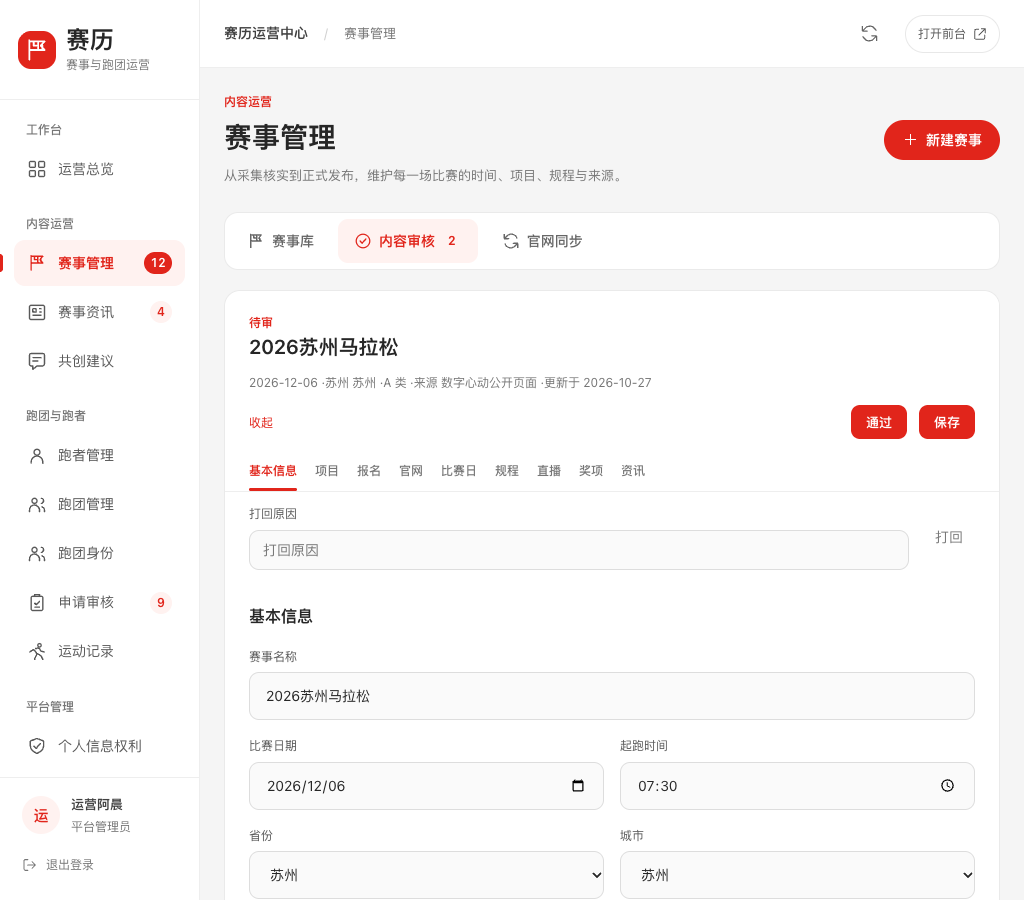 赛历
赛事与跑团运营
工作台
运营总览
内容运营
赛事管理 12
赛事资讯 4
共创建议
跑团与跑者
跑者管理
跑团管理
跑团身份
申请审核 9
运动记录
平台管理
个人信息权利
运 运营阿晨
平台管理员
退出登录
赛历运营中心 / 赛事管理
打开前台
内容运营
赛事管理
从采集核实到正式发布，维护每一场比赛的时间、项目、规程与来源。
新建赛事
赛事库 内容审核 2 官网同步
待审
2026苏州马拉松
2026-12-06 ·苏州 苏州 ·A 类 ·来源 数字心动公开页面 ·更新于 2026-10-27
收起 通过 保存
基本信息 项目 报名 官网 比赛日 规程 直播 奖项 资讯
打回原因
打回原因 打回
基本信息
赛事名称
2026苏州马拉松
比赛日期 起跑时间
2026/12/06 07:30
省份 城市
苏州 苏州